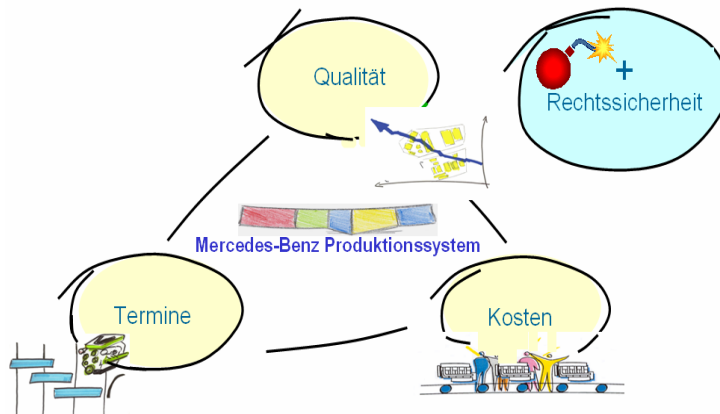 Qualität
+
Rechtssicherheit
Mercedes-Benz Produktionssystem
Termine
Kosten